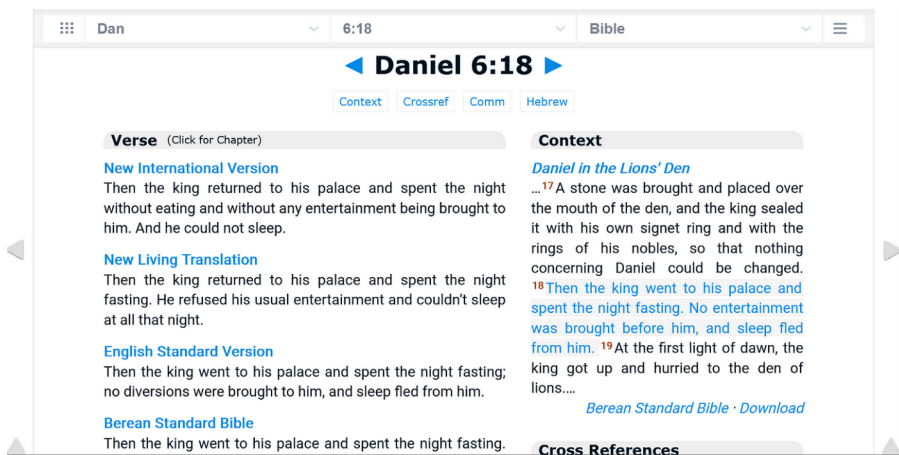 Dan 6:18 Bible
Daniel 6:18
Context Crossref Comm Hebrew
Verse (Click for Chapter)
New International Version
Then the king returned to his palace and spent the night
without eating and without any entertainment being brought to
him. And he could not sleep.
New Living Translation
Then the king returned to his palace and spent the night
fasting. He refused his usual entertainment and couldn’t sleep
at all that night.
English Standard Version
Then the king went to his palace and spent the night fasting;
no diversions were brought to him, and sleep fled from him.
Berean Standard Bible
Then the king went to his palace and spent the night fasting.
Context
Daniel in the Lions' Den
…17A stone was brought and placed over
the mouth of the den, and the king sealed
it with his own signet ring and with the
rings of his nobles, so that nothing
concerning Daniel could be changed.
18Then the king went to his palace and
spent the night fasting. No entertainment
was brought before him, and sleep fled
from him. 19At the first light of dawn, the
king got up and hurried to the den of
lions.…
Berean Standard Bible · Download
Cross References